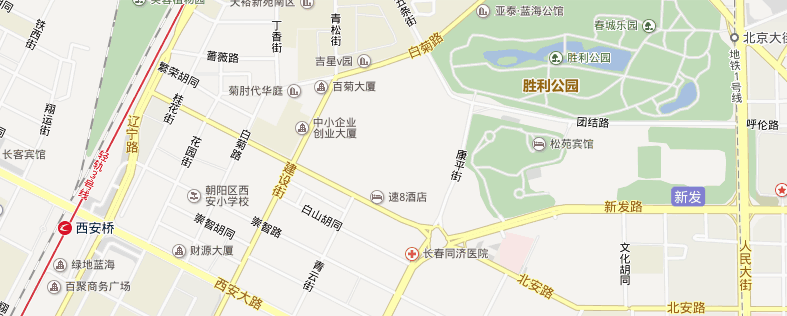 天裕新苑南区
五条街
亚泰·蓝海公馆
春城乐园
青松街
丁香街
铁西街
白菊路
北京大街
蔷薇路
吉星v园
胜利公园
胜利公园
地铁1号线
繁荣胡同
菊肘代华庭
百菊大厦
桂花街
翔运街
中小企业
创业大厦
团结路
呼伦路
辽宁路
花园街
白菊路
松苑宾馆
长客宾馆
轻轨3号线
建设街
康平街
朝阳区西
安小学校
速8酒店
新发
新发路
白山胡同
崇智路
崇智胡同
西安桥
财源大厦
长春同济医院
文化胡同
人民大街
绿地蓝海
青云街
百聚商务广场
西安大路
北安路
北安路
翔